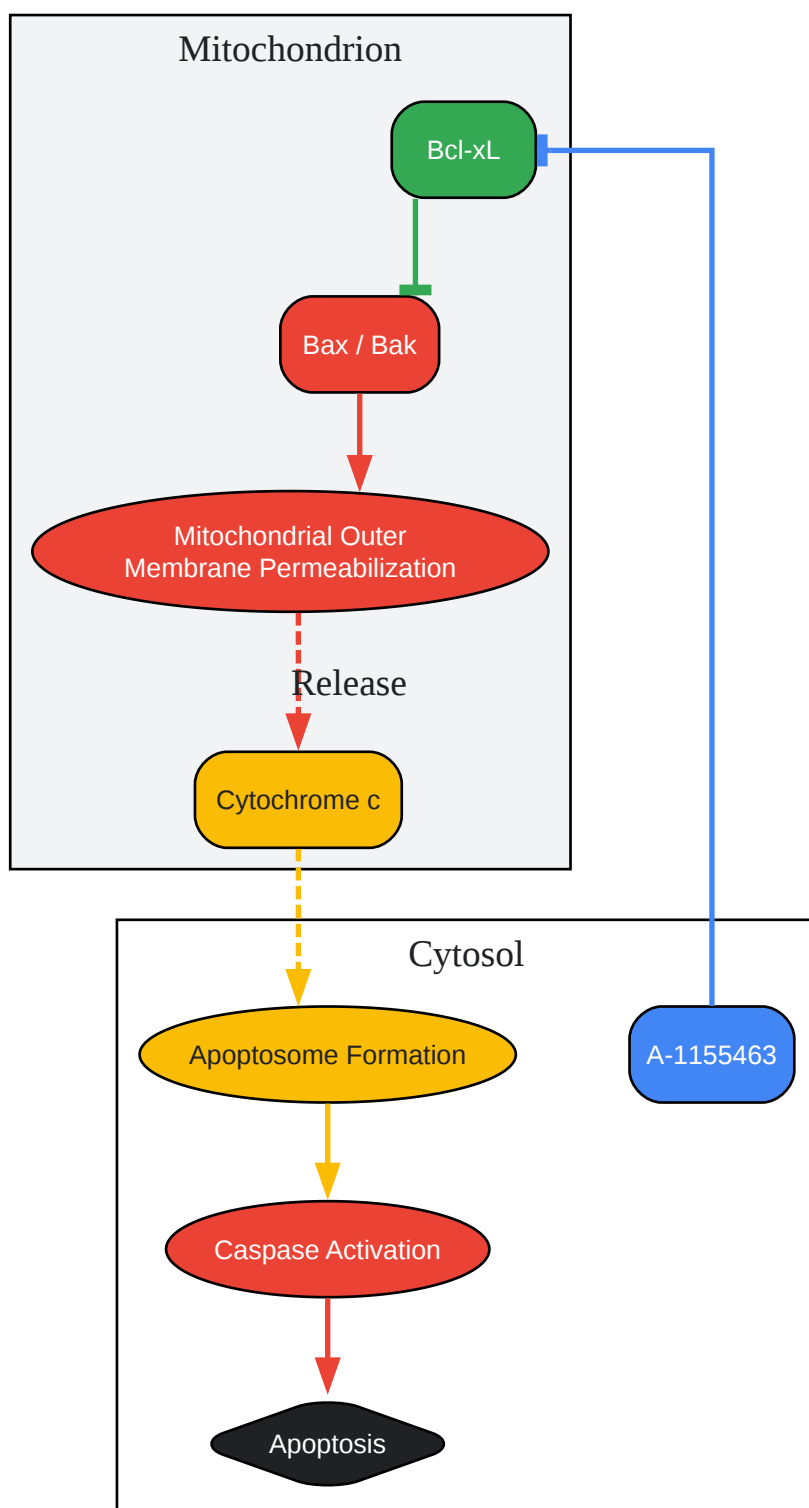 Mitochondrion
Bcl-xL
Bax / Bak
Mitochondrial Outer
Membrane Permeabilization
Release
Cytochrome c
Cytosol
Apoptosome Formation
A-1155463
Caspase Activation
Apoptosis